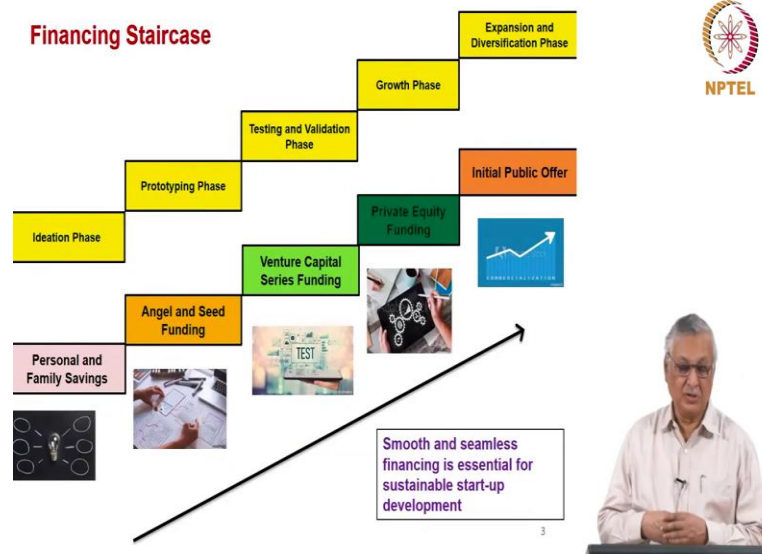 Financing Staircase
Expansion and
Diversification Phase
NPTEL
Growth Phase
Testing and Validation
Phase
Prototyping Phase
Initial Public Offer
Ideation Phase
Private Equity
Funding
Venture Capital
Series Funding
COMMERCIALIZATION
Angel and Seed
Funding
Personal and
Family Savings
TEST
Smooth and seamless
financing is essential for
sustainable start-up
development
3